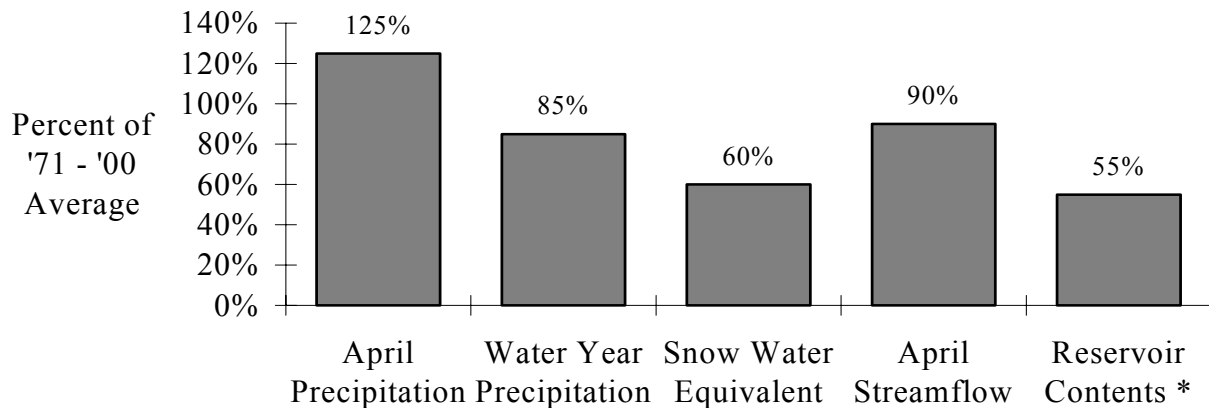 140%
120%
100%
80%
60%
40%
20%
0%
Percent of
'71 - '00
Average
125%
85%
60%
90%
55%
April
Precipitation
Water Year
Precipitation
Snow Water
Equivalent
April
Streamflow
Reservoir
Contents *